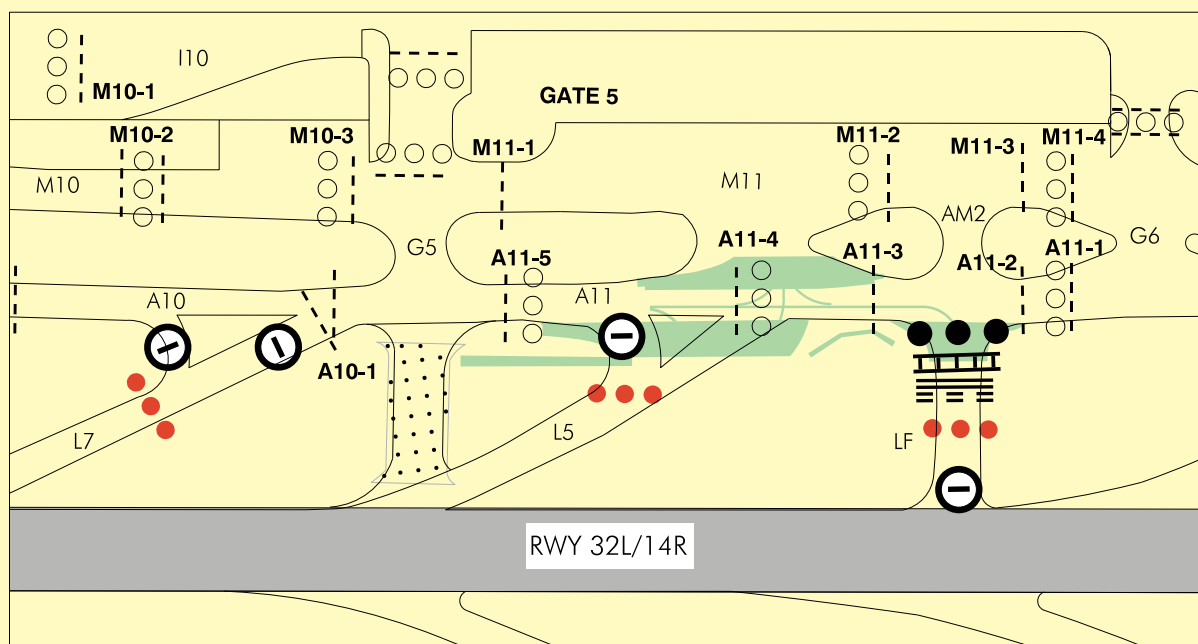 I10
M10-1
GATE 5
M10-2
M10-3
M11-1
M11-2
M11-3
M11-4
M10
M11
AM2
G5
G6
A11-5
A11-4
A11-3
A11-2
A11-1
A10
A11
A10-1
L7
L5
LF
RWY 32L/14R